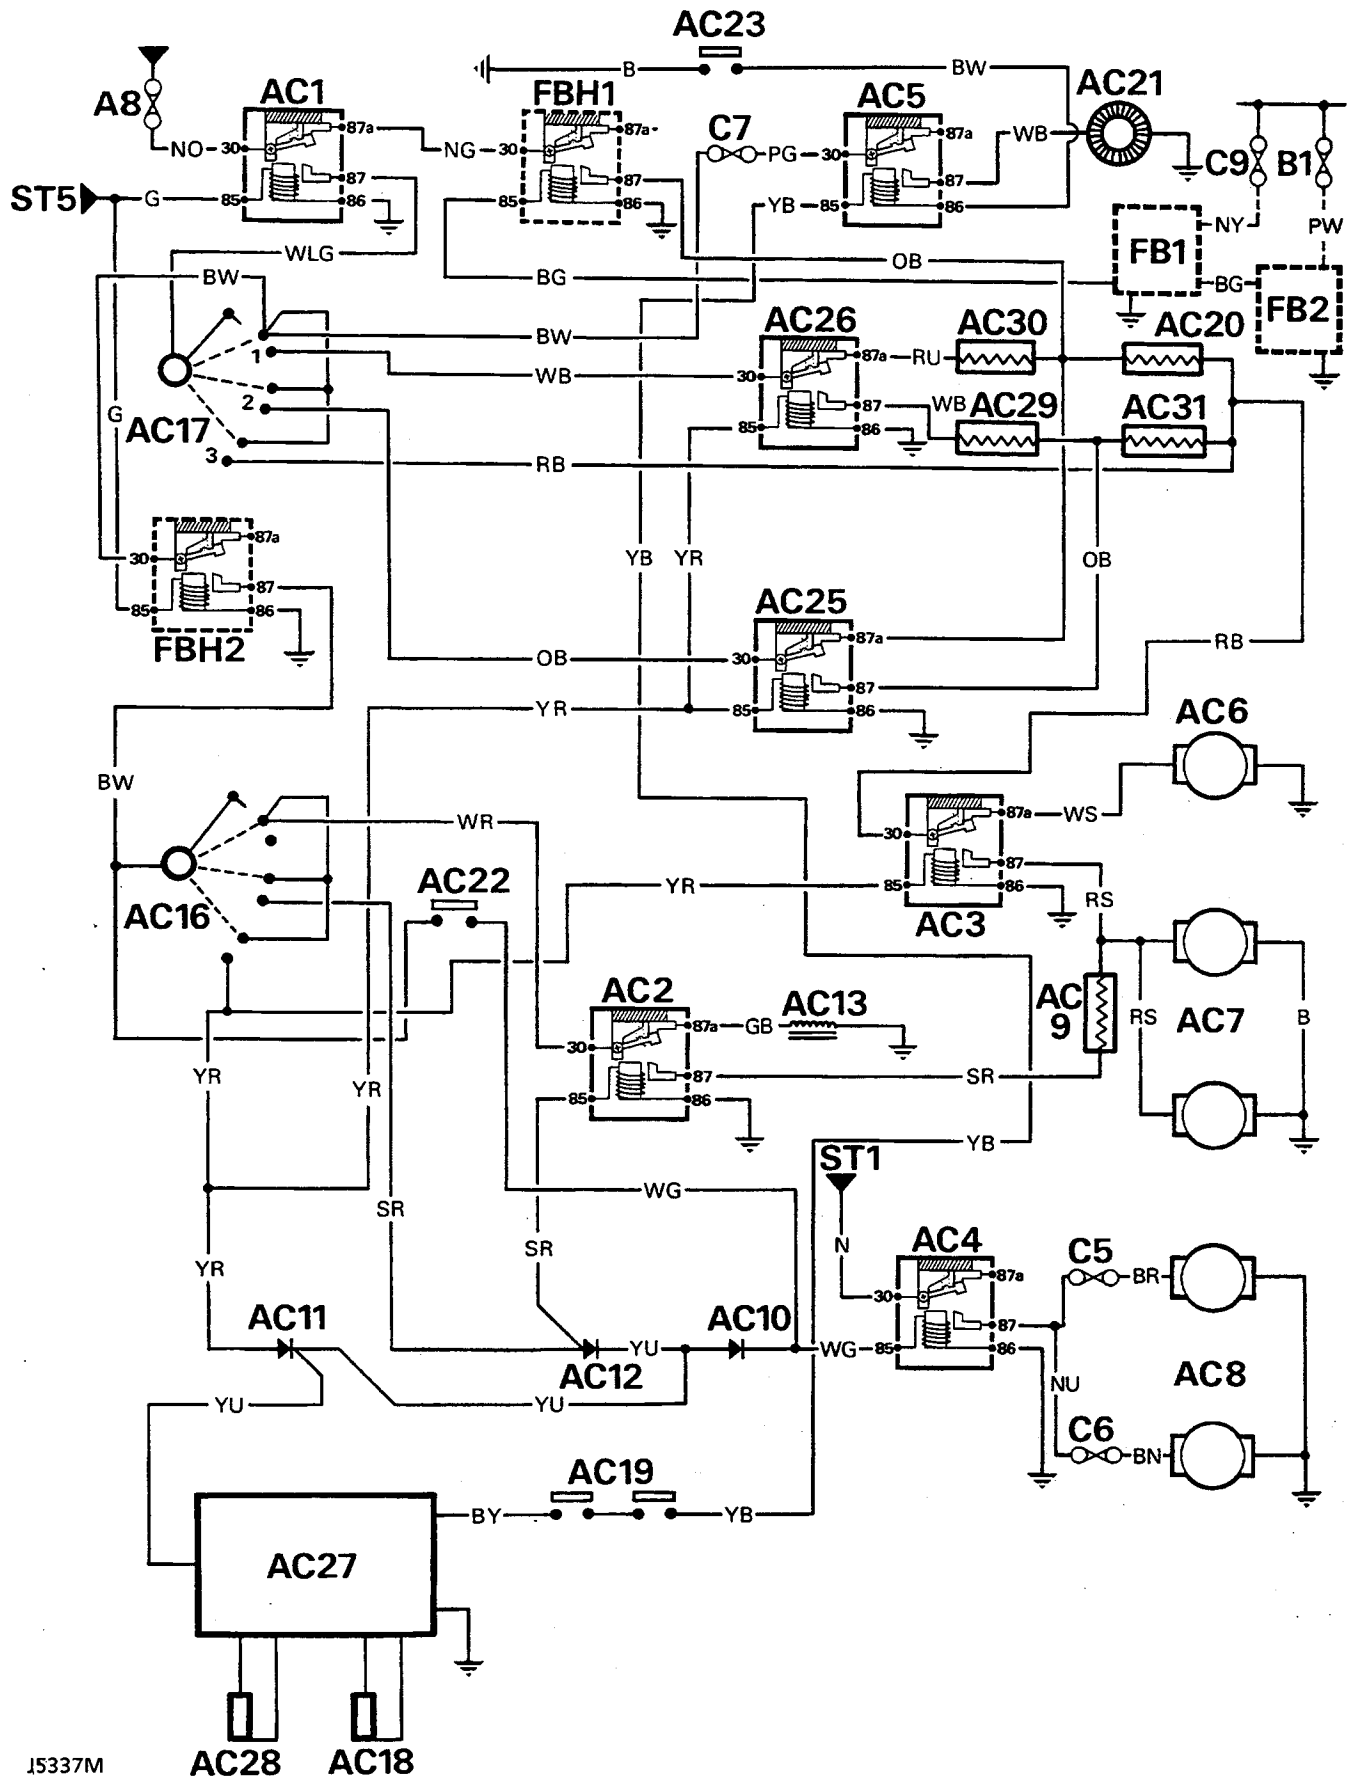 AC23
B
BW
A8
AC1
FBH1
C7
AC5
AC21
C9
B1
NO
30
87a
NG
30
87a
PG
30
87a
WB
ST5
G
85
87
86
85
87
86
YB
85
87
86
NY
PW
FB1
BG
FB2
WLG
BW
BG
OB
1
BW
AC26
AC30
AC20
WB
30
87a
RU
2
G
AC17
87
WB
AC29
AC31
85
86
3
RB
30
87a
YB
YR
OB
85
87
86
FBH2
AC25
30
87a
OB
RB
87
YR
85
86
AC6
BW
WR
30
87a
WS
AC22
YR
85
87
86
RS
AC16
AC3
AC2
AC13
AC
9
RS
AC7
B
30
87a
GB
YR
YR
87
SR
85
86
YB
ST1
WG
SR
SR
N
AC4
C5
YR
30
87a
BR
AC11
AC10
87
YU
WG
85
86
AC12
NU
AC8
YU
YU
C6
BN
AC19
BY
YB
AC27
AC28
AC18
J5337M